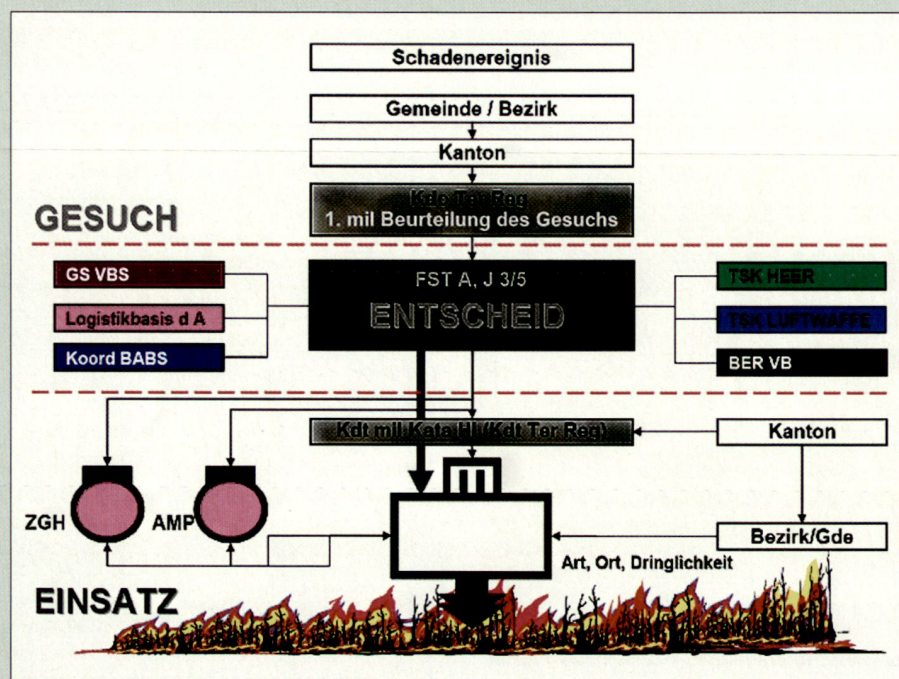 Schadenereignis
Gemeinde / Bezirk
Kanton
Kdo Ter Reg
1. mil Beurteilung des Gesuchs
GESUCH
GS VBS
Logistikbasis d A
Koord BABS
FST A, J 3/5
ENTSCHEID
TSK HEER
TSK LUFTWAFFE
BER VB
Kdt mil Kata Hi (Kdt Ter Reg)
Kanton
ZGH
AMP
Bezirk/Gde
Art, Ort, Dringlichkeit
EINSATZ